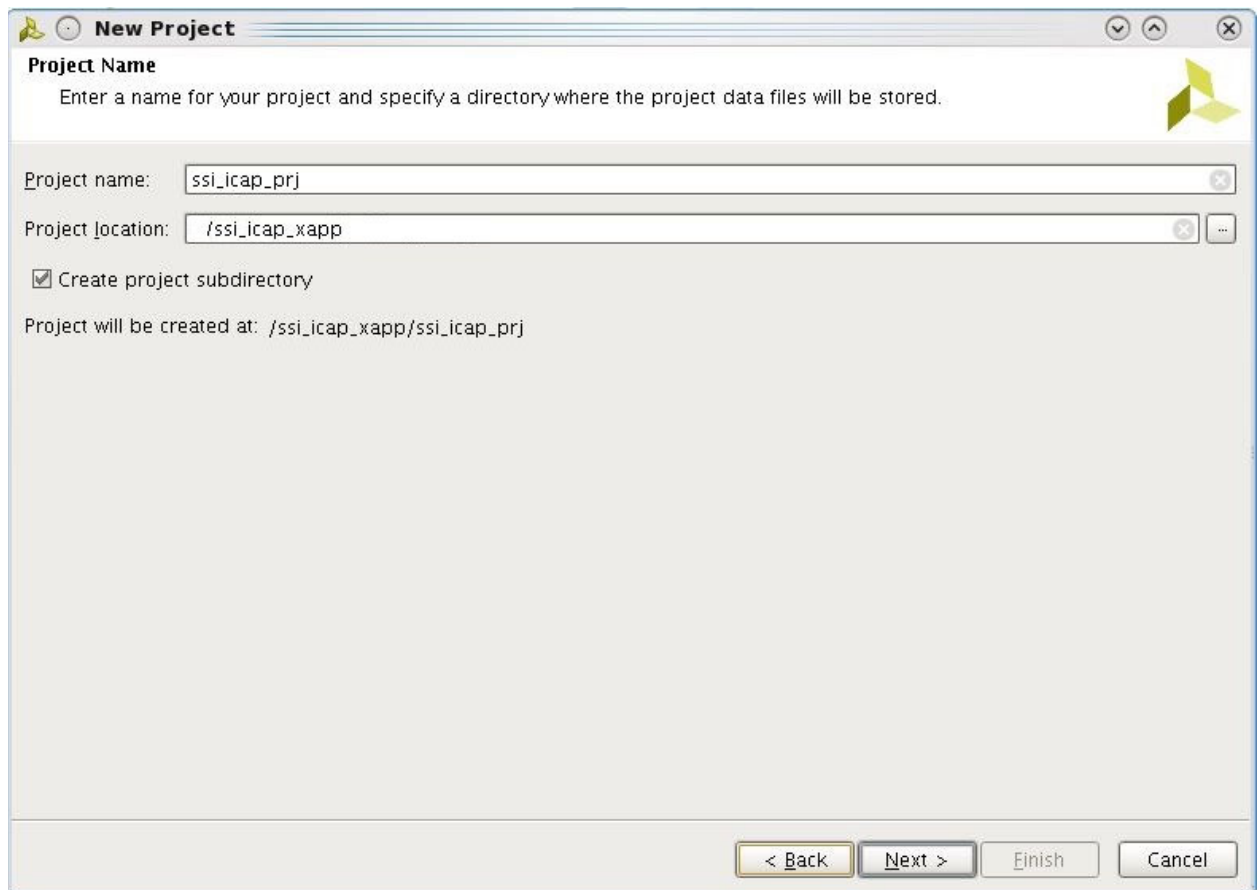 New Project
Project Name
Enter a name for your project and specify a directory where the project data files will be stored.
Project name: ssi_icap_prj
Project location: /ssi_icap_xapp ...
Create project subdirectory
Project will be created at: /ssi_icap_xapp/ssi_icap_prj
< Back Next > Finish Cancel